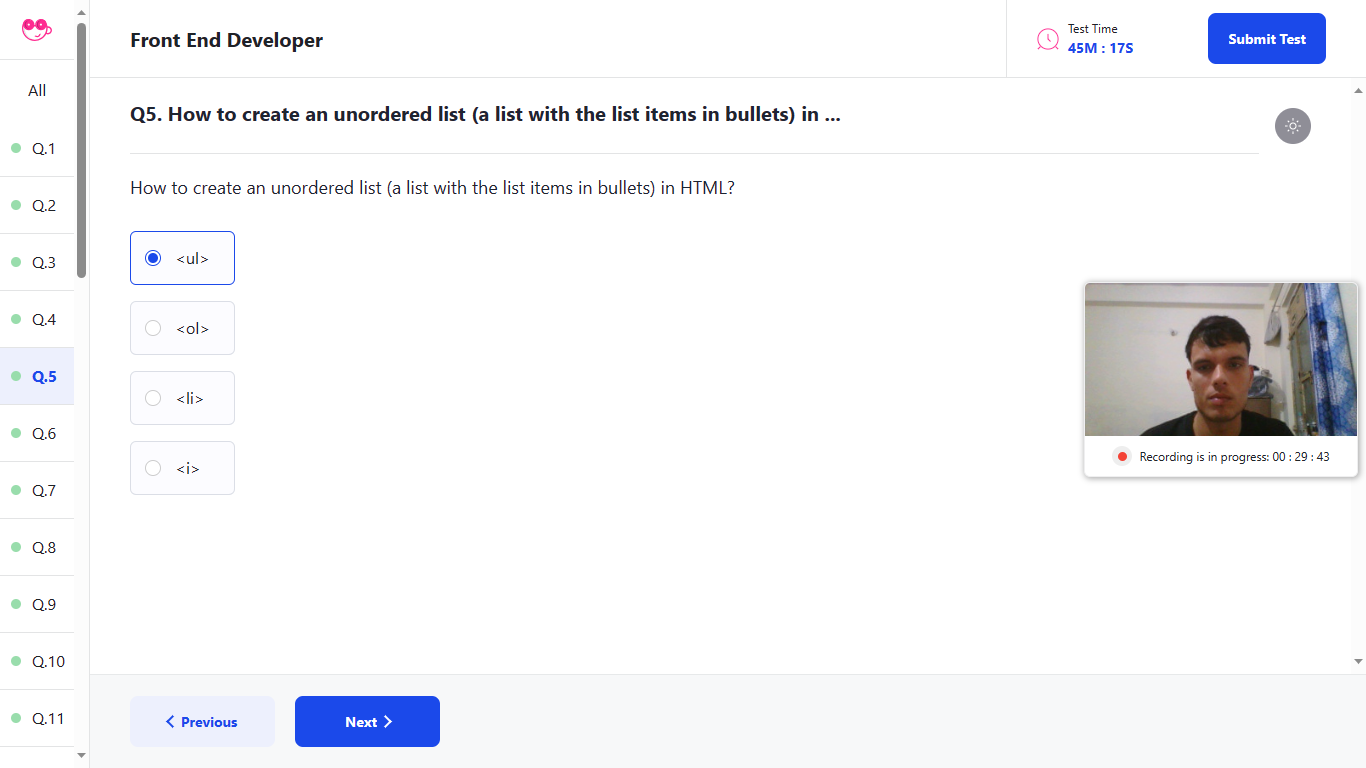 Front End Developer
Test Time
45M : 17S
Submit Test
All
Q.1
Q.2
Q.3
Q.4
Q.5
Q.6
Q.7
Q.8
Q.9
Q.10
Q.11
Q5. How to create an unordered list (a list with the list items in bullets) in ...
How to create an unordered list (a list with the list items in bullets) in HTML?
<ul>
<ol>
<li>
<i>
Recording is in progress: 00 : 29 : 43
Previous
Next